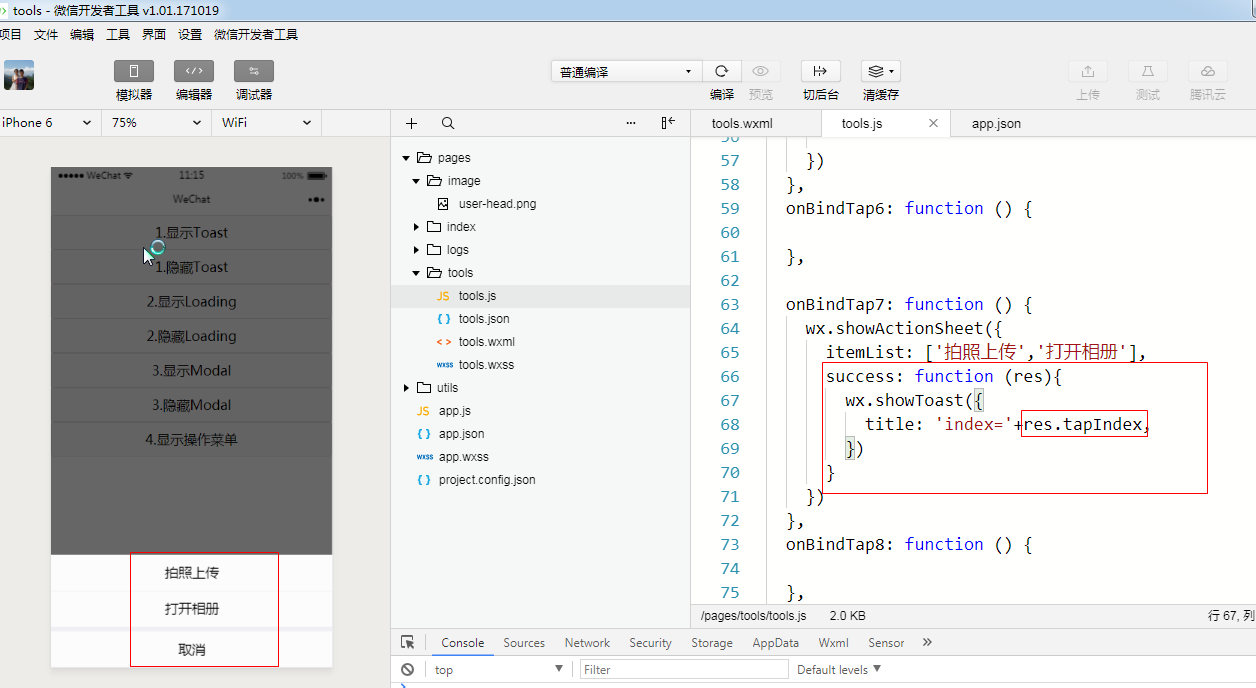 tools - 微信开发者工具 v1.01.171019
项目 文件 编辑 工具 界面 设置 微信开发者工具
模拟器 编辑器 调试器
普通编译
编译 预览 切后台 清缓存 上传 测试 腾讯云
iPhone 6 75% WiFi
WeChat 11:15 100%
WeChat
1.显示Toast
1.隐藏Toast
2.显示Loading
2.隐藏Loading
3.显示Modal
3.隐藏Modal
4.显示操作菜单
拍照上传
打开相册
取消
pages
image
user-head.png
index
logs
tools
JS tools.js
{ } tools.json
< > tools.wxml
wxss tools.wxss
utils
JS app.js
{ } app.json
wxss app.wxss
{ } project.config.json
tools.wxml tools.js app.json
56
57 })
58 },
59 onBindTap6: function () {
60
61 },
62
63 onBindTap7: function () {
64 wx.showActionSheet({
65 itemList: ['拍照上传','打开相册'],
66 success: function (res){
67 wx.showToast({
68 title: 'index='+res.tapIndex,
69 })
70 }
71 })
72 },
73 onBindTap8: function () {
74
75 },
/pages/tools/tools.js 2.0 KB 行 67, 列
Console Sources Network Security Storage AppData Wxml Sensor »
top Filter Default levels